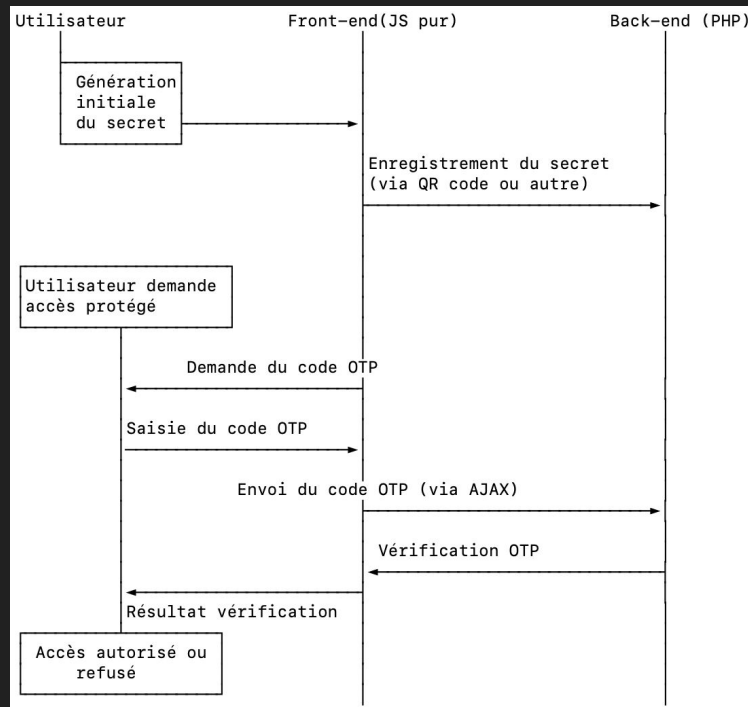 Utilisateur
Front-end(JS pur)
Back-end (PHP)
Génération
initiale
du secret
Enregistrement du secret
(via QR code ou autre)
Utilisateur demande
accès protégé
Demande du code OTP
Saisie du code OTP
Envoi du code OTP (via AJAX)
Vérification OTP
Résultat vérification
Accès autorisé ou
refusé